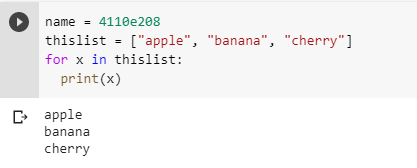 name = 4110e208
thislist = ["apple", "banana", "cherry"]
for x in thislist:
  print(x)
apple
banana
cherry